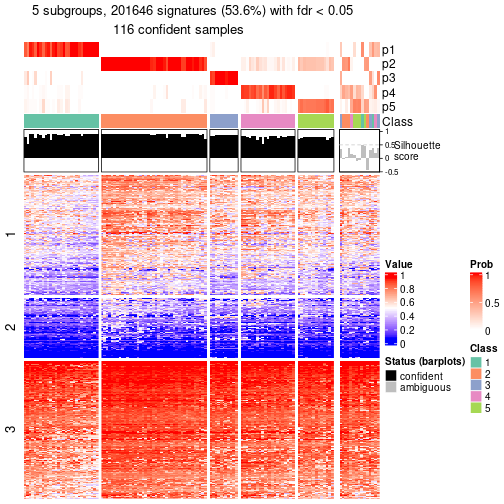 5 subgroups, 201646 signatures (53.6%) with fdr < 0.05
116 confident samples
p1
p2
p3
p4
p5
Class
1
0.5
0
-0.5
Silhouette
score
1
2
3
Value
1
0.8
0.6
0.4
0.2
0
Prob
1
0.5
0
Status (barplots)
confident
ambiguous
Class
1
2
3
4
5